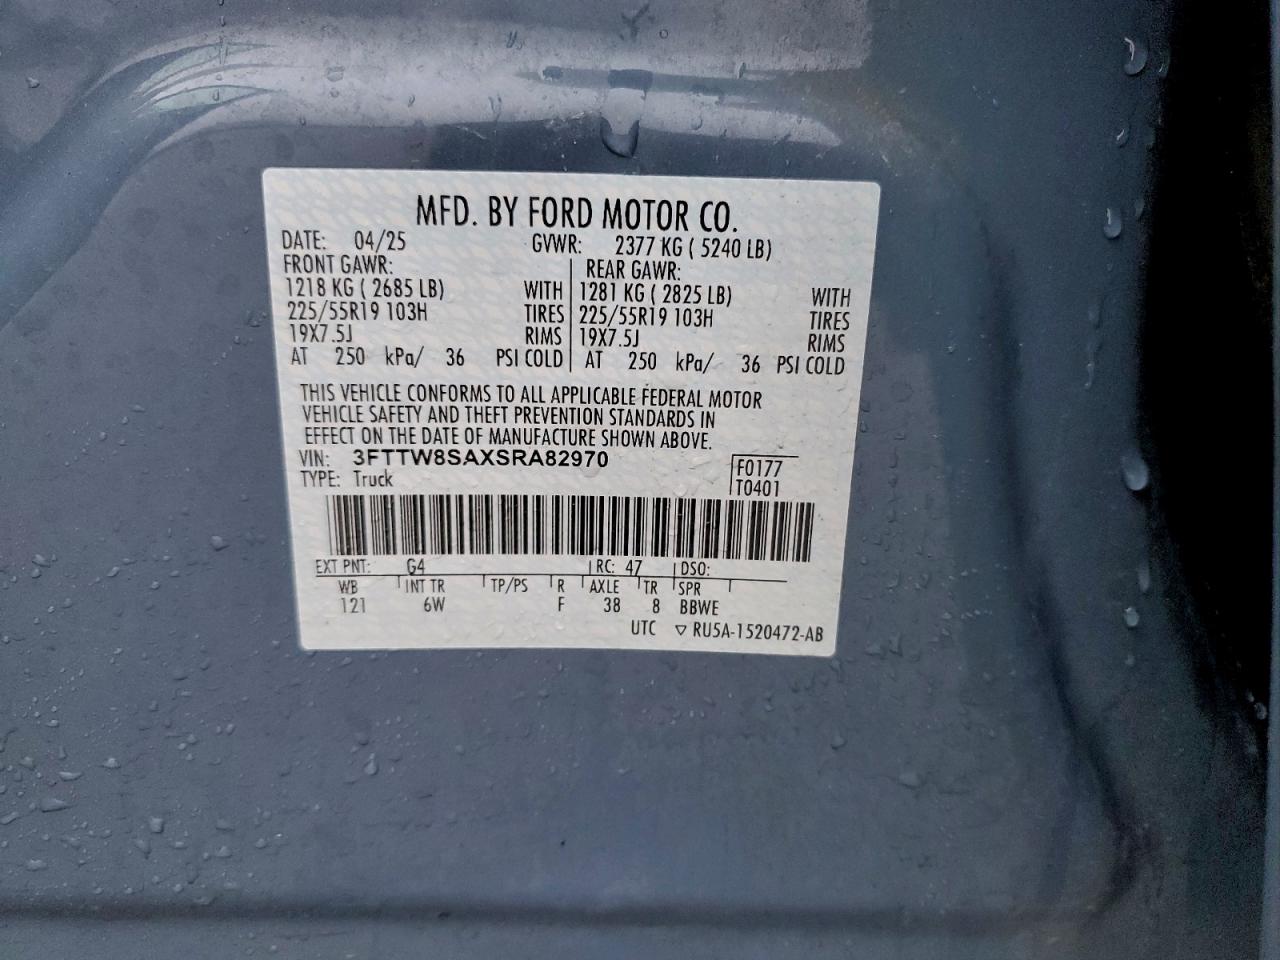 MFD. BY FORD MOTOR CO.
DATE: 04/25 GVWR: 2377 KG ( 5240 LB)
FRONT GAWR: REAR GAWR:
1218 KG ( 2685 LB) WITH 1281 KG ( 2825 LB) WITH
225/55R19 103H TIRES 225/55R19 103H TIRES
19X7.5J RIMS 19X7.5J RIMS
AT 250 kPa/ 36 PSI COLD AT 250 kPa/ 36 PSI COLD
THIS VEHICLE CONFORMS TO ALL APPLICABLE FEDERAL MOTOR
VEHICLE SAFETY AND THEFT PREVENTION STANDARDS IN
EFFECT ON THE DATE OF MANUFACTURE SHOWN ABOVE.
VIN: 3FTTW8SAXSRA82970 F0177
TYPE: Truck T0401
EXT PNT: G4 RC: 47 DSO:
WB INT TR TP/PS R AXLE TR SPR
121 6W F 38 8 BBWE
UTC ▽ RU5A-1520472-AB